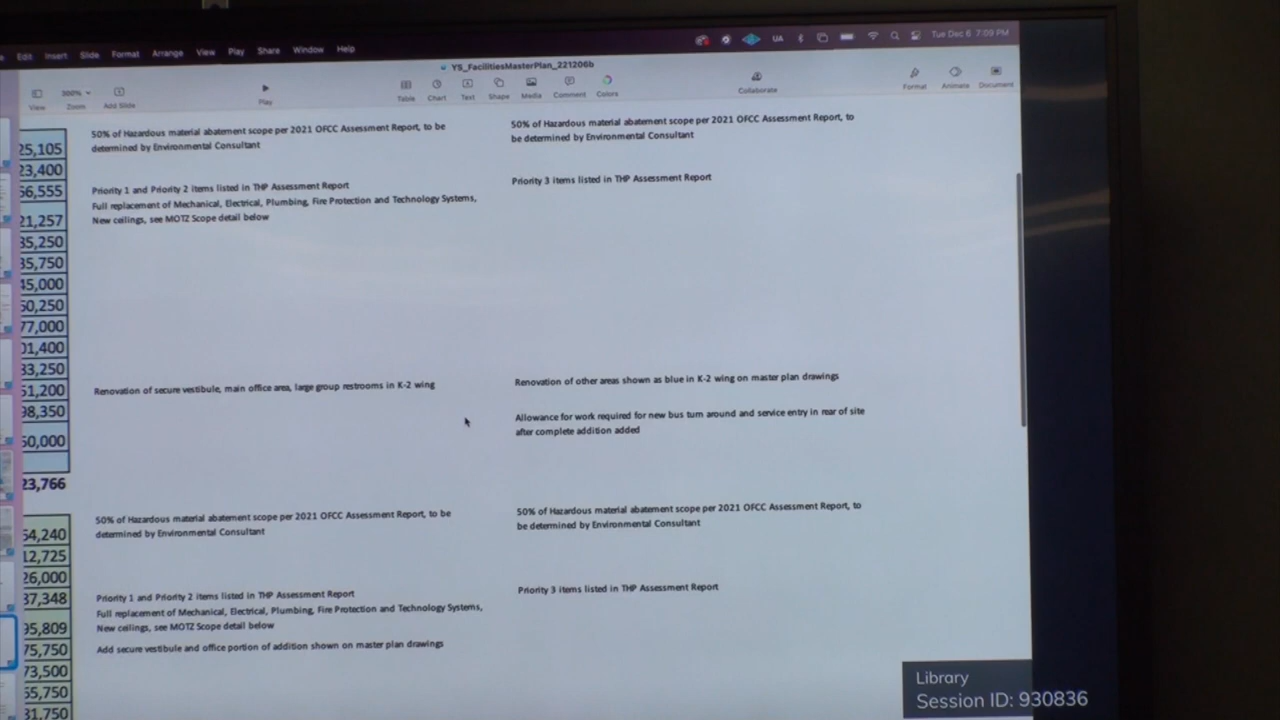 Edit Insert Slide Format Arrange View Play Share Window Help
UA Tue Dec 6 7:09 PM
YS_FacilitiesMasterPlan_221206b
300%
View Zoom Add Slide Play Table Chart Text Shape Media Comment Colors Collaborate Format Animate Document
50% of Hazardous material abatement scope per 2021 OFCC Assessment Report, to be
determined by Environmental Consultant
50% of Hazardous material abatement scope per 2021 OFCC Assessment Report, to
be determined by Environmental Consultant
25,105
23,400
56,555
Priority 1 and Priority 2 items listed in THP Assessment Report
Priority 3 items listed in THP Assessment Report
Full replacement of Mechanical, Electrical, Plumbing, Fire Protection and Technology Systems,
New ceilings, see MOTZ Scope detail below
21,257
35,250
35,750
45,000
50,250
77,000
01,400
33,250
51,200
Renovation of secure vestibule, main office area, large group restrooms in K-2 wing
Renovation of other areas shown as blue in K-2 wing on master plan drawings
98,350
Allowance for work required for new bus turn around and service entry in rear of site
after complete addition added
50,000
23,766
50% of Hazardous material abatement scope per 2021 OFCC Assessment Report, to be
determined by Environmental Consultant
50% of Hazardous material abatement scope per 2021 OFCC Assessment Report, to
be determined by Environmental Consultant
54,240
12,725
26,000
37,348
Priority 1 and Priority 2 items listed in THP Assessment Report
Priority 3 items listed in THP Assessment Report
Full replacement of Mechanical, Electrical, Plumbing, Fire Protection and Technology Systems,
New ceilings, see MOTZ Scope detail below
95,809
75,750
Add secure vestibule and office portion of addition shown on master plan drawings
73,500
55,750
31,750
Library
Session ID: 930836